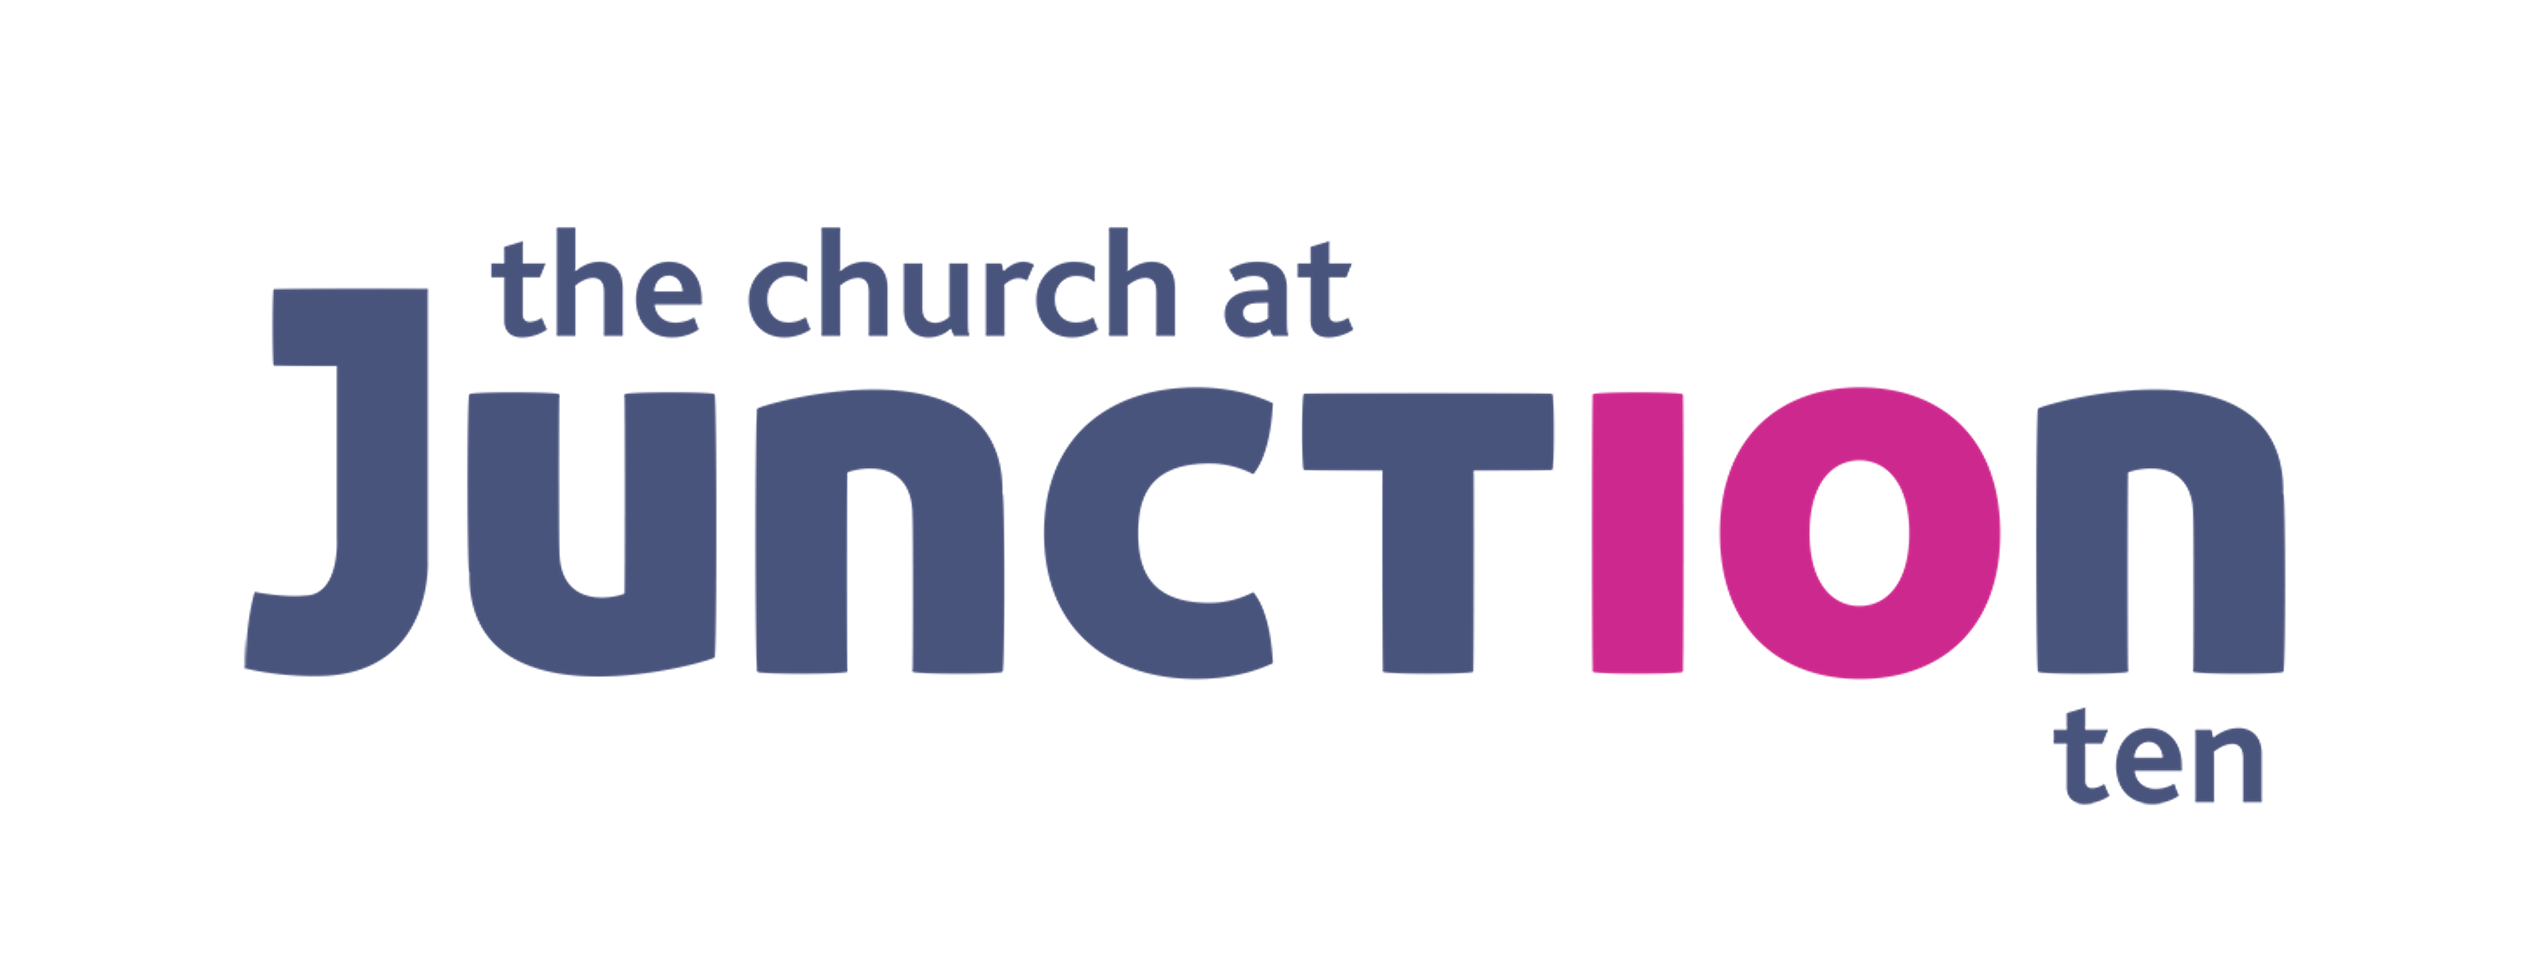 the church at
Junction
ten